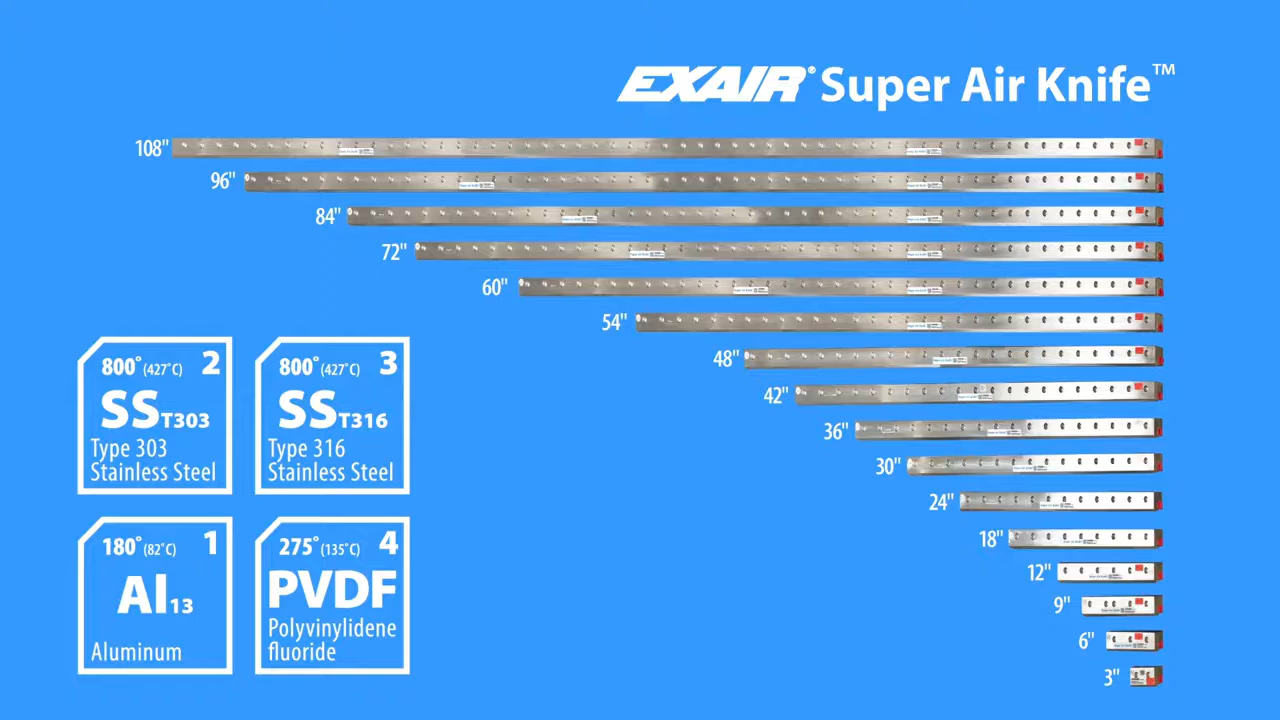 EXAIR® Super Air Knife™
108"
96"
84"
72"
60"
54"
48"
42"
36"
30"
24"
18"
12"
9"
6"
3"
800° (427°C) 2
SST303
Type 303
Stainless Steel
800° (427°C) 3
SST316
Type 316
Stainless Steel
180° (82°C) 1
Al13
Aluminum
275° (135°C) 4
PVDF
Polyvinylidene
fluoride